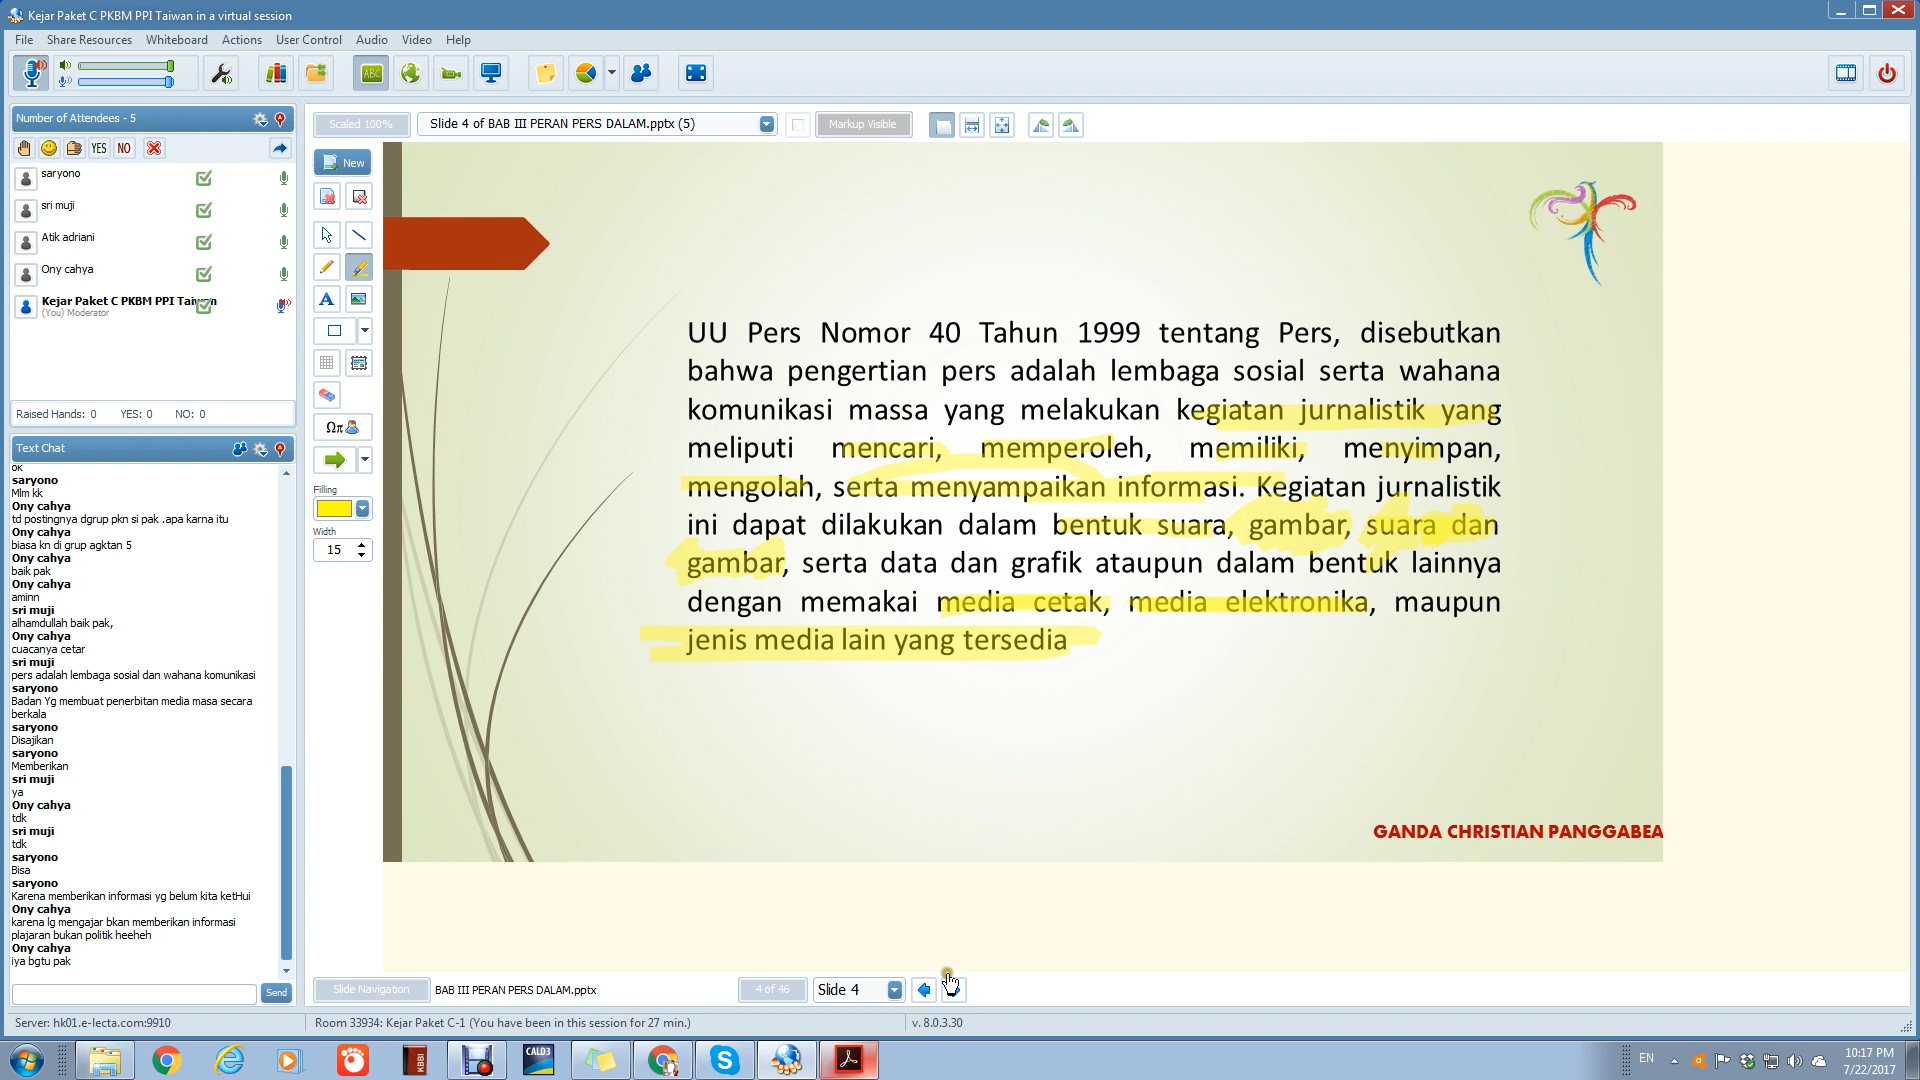 Kejar Paket C PKBM PPI Taiwan in a virtual session
File Share Resources Whiteboard Actions User Control Audio Video Help
ABC
Number of Attendees - 5
YES NO
saryono
sri muji
Atik adriani
Ony cahya
Kejar Paket C PKBM PPI Taiwan
(You) Moderator
Raised Hands: 0 YES: 0 NO: 0
Text Chat
ok
saryono
Mlm kk
Ony cahya
td postingnya dgrup pkn si pak .apa karna itu
Ony cahya
biasa kn di grup agktan 5
Ony cahya
baik pak
Ony cahya
aminn
sri muji
alhamdullah baik pak,
Ony cahya
cuacanya cetar
sri muji
pers adalah lembaga sosial dan wahana komunikasi
saryono
Badan Yg membuat penerbitan media masa secara
berkala
saryono
Disajikan
saryono
Memberikan
sri muji
ya
Ony cahya
tdk
sri muji
tdk
saryono
Bisa
saryono
Karena memberikan informasi yg belum kita ketHui
Ony cahya
karena lg mengajar bkan memberikan informasi
plajaran bukan politik heeheh
Ony cahya
iya bgtu pak
Send
Scaled 100%
Slide 4 of BAB III PERAN PERS DALAM.pptx (5)
Markup Visible
New
A
Ωπ
Filling
Width
15
UU Pers Nomor 40 Tahun 1999 tentang Pers, disebutkan
bahwa pengertian pers adalah lembaga sosial serta wahana
komunikasi massa yang melakukan kegiatan jurnalistik yang
meliputi mencari, memperoleh, memiliki, menyimpan,
mengolah, serta menyampaikan informasi. Kegiatan jurnalistik
ini dapat dilakukan dalam bentuk suara, gambar, suara dan
gambar, serta data dan grafik ataupun dalam bentuk lainnya
dengan memakai media cetak, media elektronika, maupun
jenis media lain yang tersedia
GANDA CHRISTIAN PANGGABEA
Slide Navigation
BAB III PERAN PERS DALAM.pptx
4 of 46
Slide 4
Server: hk01.e-lecta.com:9910
Room 33934: Kejar Paket C-1 (You have been in this session for 27 min.)
v. 8.0.3.30
KBBI
CALD3
EN
10:17 PM
7/22/2017